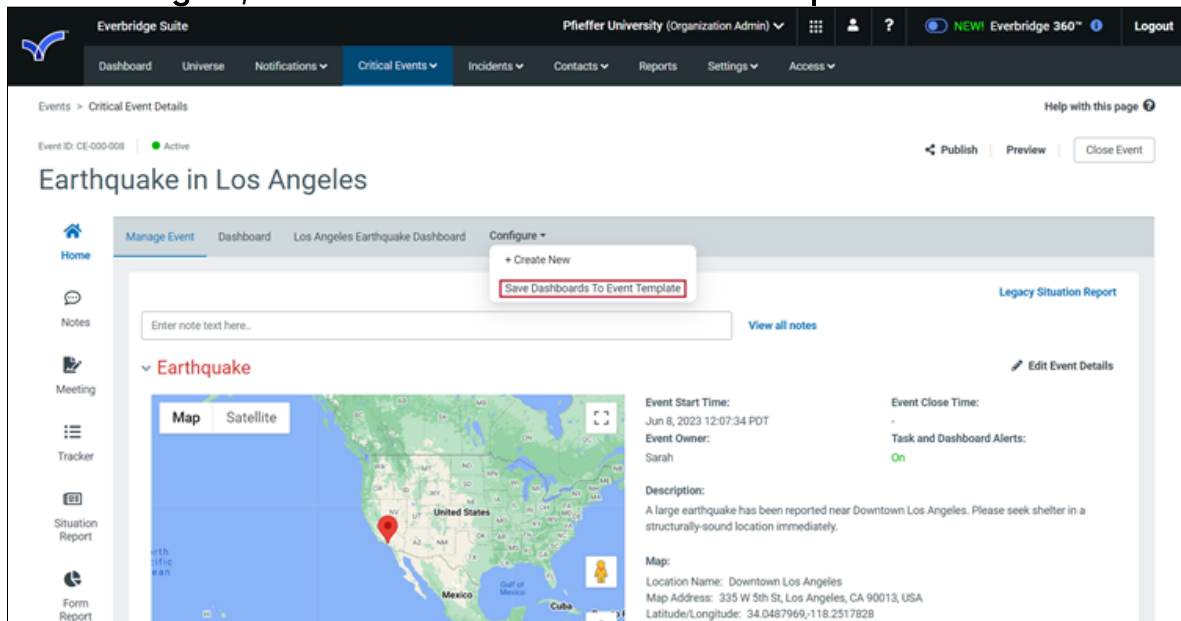 Everbridge Suite
Pfieffer University (Organization Admin)
?
NEW! Everbridge 360™
Logout
Dashboard
Universe
Notifications
Critical Events
Incidents
Contacts
Reports
Settings
Access
Events > Critical Event Details
Help with this page
Event ID: CE-000-008
Active
Publish
Preview
Close Event
Earthquake in Los Angeles
Home
Manage Event
Dashboard
Los Angeles Earthquake Dashboard
Configure
+ Create New
Save Dashboards To Event Template
Legacy Situation Report
Notes
Enter note text here..
View all notes
Earthquake
Edit Event Details
Meeting
Map
Satellite
Event Start Time:
Jun 8, 2023 12:07:34 PDT
Event Close Time:
-
Event Owner:
Sarah
Task and Dashboard Alerts:
On
Tracker
Description:
A large earthquake has been reported near Downtown Los Angeles. Please seek shelter in a
structurally-sound location immediately.
United States
Situation
Report
Map:
Location Name: Downtown Los Angeles
Map Address: 335 W 5th St, Los Angeles, CA 90013, USA
Latitude/Longitude: 34.0487969,-118.2517828
Gulf of
Mexico
Mexico
Cuba
Form
Report